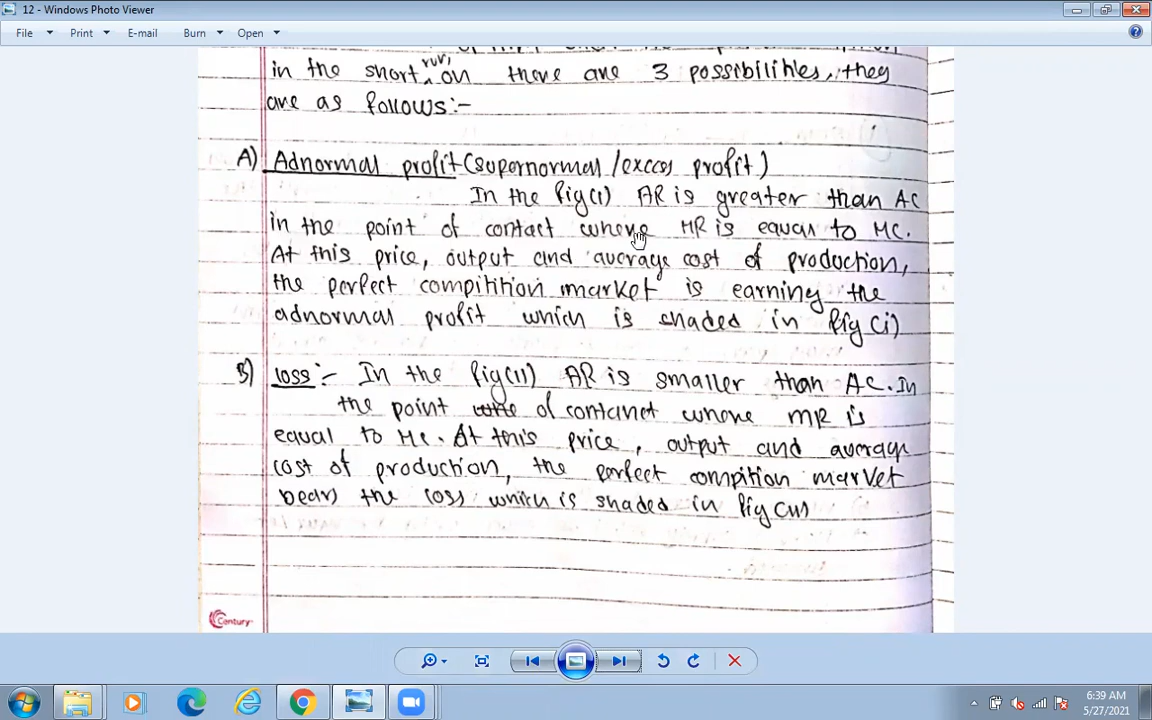 12 - Windows Photo Viewer
File Print E-mail Burn Open
in the short run, on there are 3 possibilities, they
are as follows:-
A) Adnormal profit (supernormal /excess profit)
In the fig(i) AR is greater than AC
in the point of contact where MR is equal to MC.
At this price, output and average cost of production,
the perfect compitition market is earning the
adnormal profit which is shaded in fig (i)
B) loss:- In the fig(ii) AR is smaller than AC. In
the point of contanct where MR is
equal to MC. At this price, output and average
cost of production, the perfect compition market
bears the loss which is shaded in fig (ii)
Century
6:39 AM
5/27/2021